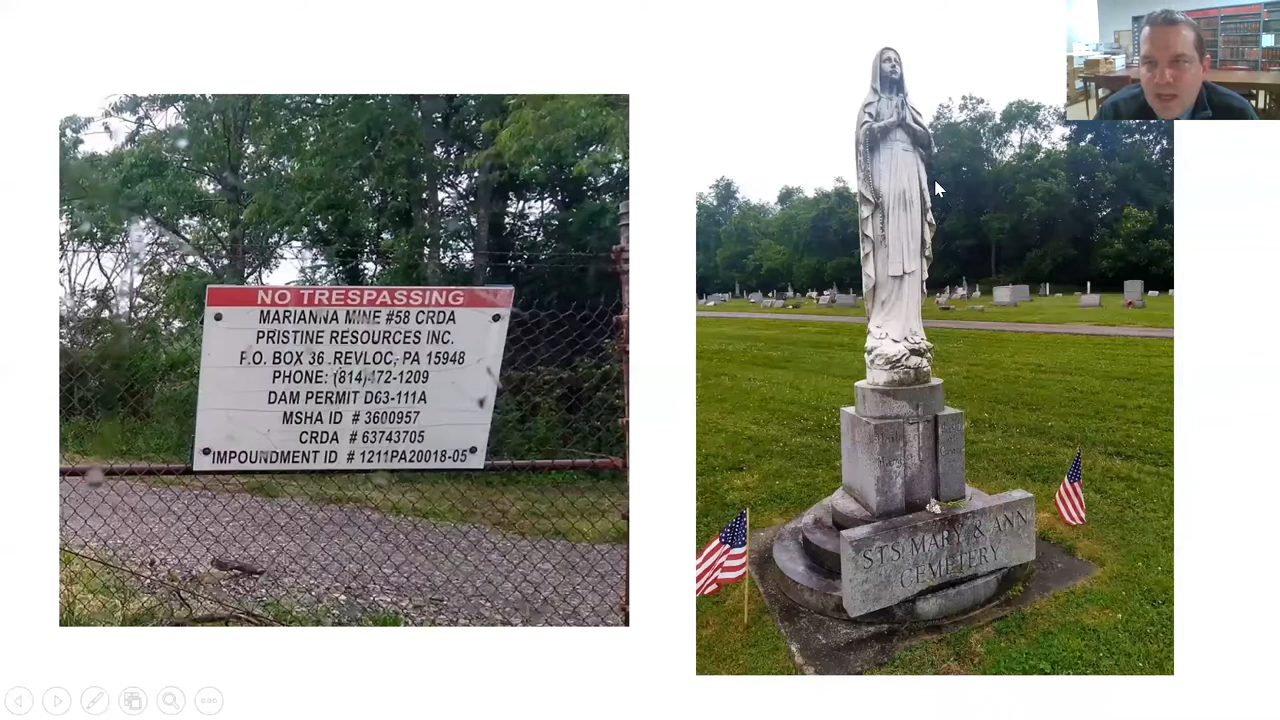 NO TRESPASSING
MARIANNA MINE #58 CRDA
PRISTINE RESOURCES INC.
P.O. BOX 36 REVLOC, PA 15948
PHONE: (814)472-1209
DAM PERMIT D63-111A
MSHA ID # 3600957
CRDA # 63743705
IMPOUNDMENT ID # 1211PA20018-05
STS MARY & ANN
CEMETERY